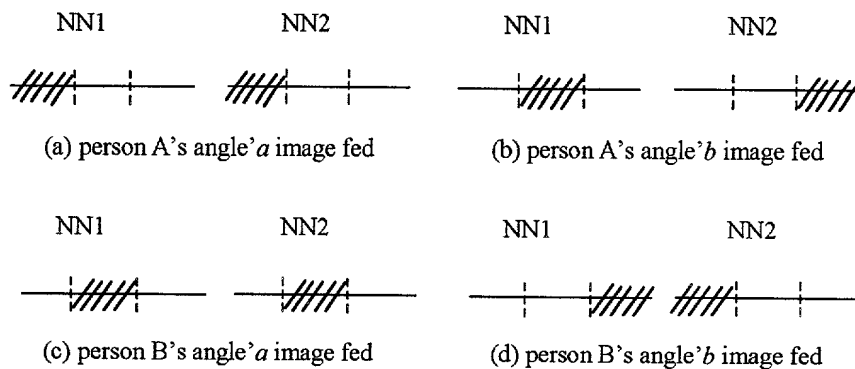 NN1 NN2 NN1 NN2
(a) person A's angle'a image fed (b) person A's angle'b image fed
NN1 NN2 NN1 NN2
(c) person B's angle'a image fed (d) person B's angle'b image fed